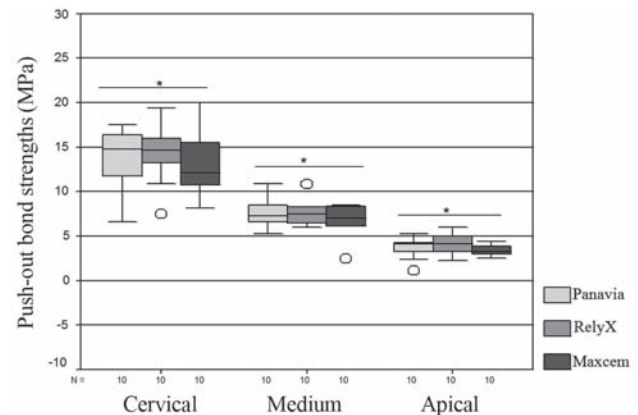 Push-out bond strengths (MPa)
30
25
20
15
10
5
0
-5
-10
*
*
*
N = 10 10 10 10 10 10 10 10 10
Cervical Medium Apical
Panavia
RelyX
Maxcem